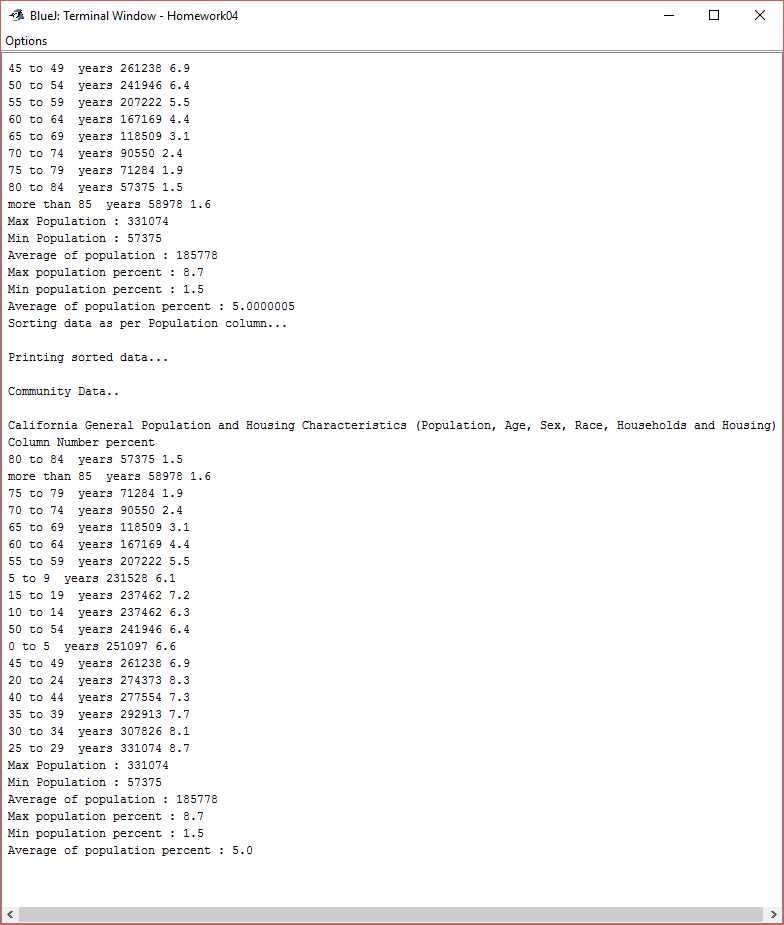 BlueJ: Terminal Window - Homework04
Options
45 to 49  years 261238 6.9
50 to 54  years 241946 6.4
55 to 59  years 207222 5.5
60 to 64  years 167169 4.4
65 to 69  years 118509 3.1
70 to 74  years 90550 2.4
75 to 79  years 71284 1.9
80 to 84  years 57375 1.5
more than 85  years 58978 1.6
Max Population : 331074
Min Population : 57375
Average of population : 185778
Max population percent : 8.7
Min population percent : 1.5
Average of population percent : 5.0000005
Sorting data as per Population column...
Printing sorted data...
Community Data..
California General Population and Housing Characteristics (Population, Age, Sex, Race, Households and Housing)
Column Number percent
80 to 84  years 57375 1.5
more than 85  years 58978 1.6
75 to 79  years 71284 1.9
70 to 74  years 90550 2.4
65 to 69  years 118509 3.1
60 to 64  years 167169 4.4
55 to 59  years 207222 5.5
5 to 9  years 231528 6.1
15 to 19  years 237462 7.2
10 to 14  years 237462 6.3
50 to 54  years 241946 6.4
0 to 5  years 251097 6.6
45 to 49  years 261238 6.9
20 to 24  years 274373 8.3
40 to 44  years 277554 7.3
35 to 39  years 292913 7.7
30 to 34  years 307826 8.1
25 to 29  years 331074 8.7
Max Population : 331074
Min Population : 57375
Average of population : 185778
Max population percent : 8.7
Min population percent : 1.5
Average of population percent : 5.0